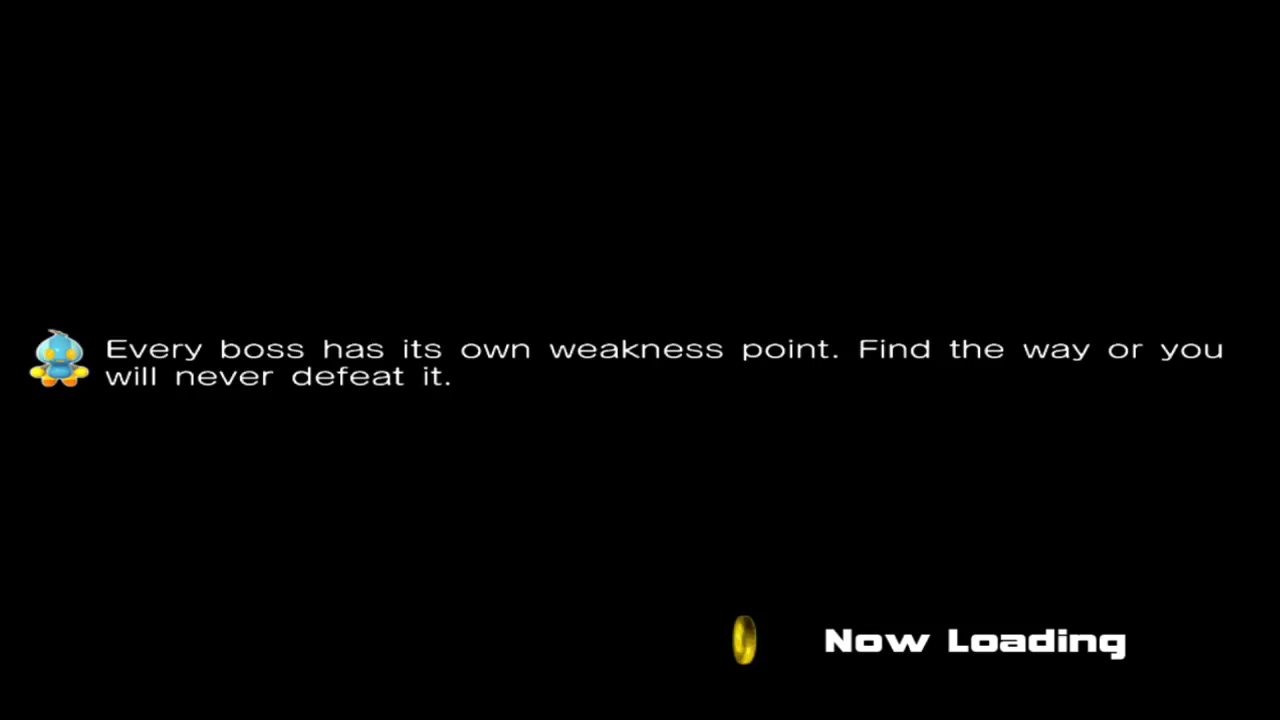 Every boss has its own weakness point. Find the way or you
will never defeat it.
Now Loading